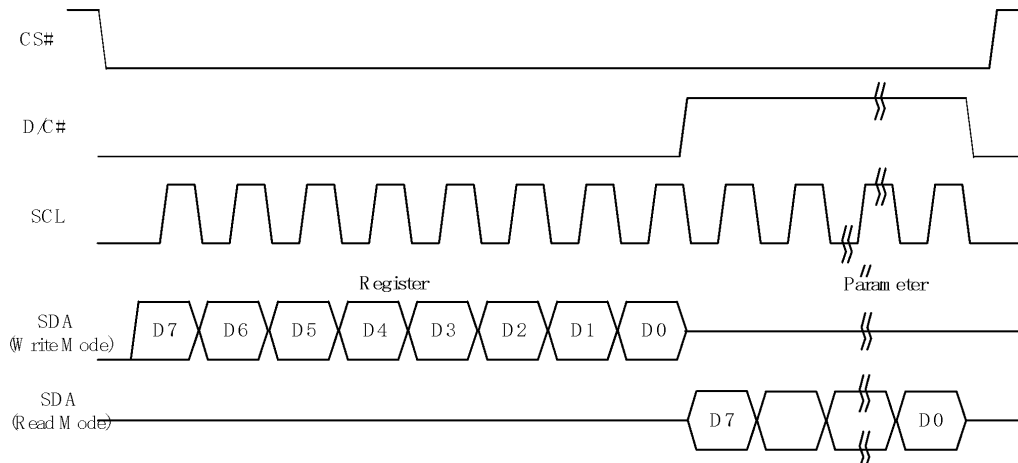 CS#
D/C#
SCL
Register Parameter
SDA
(Write Mode)
D7 D6 D5 D4 D3 D2 D1 D0
SDA
(Read Mode)
D7 D0